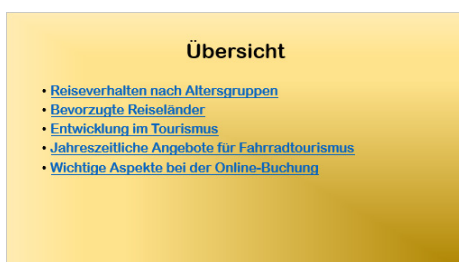 Übersicht
• Reiseverhalten nach Altersgruppen
• Bevorzugte Reiseländer
• Entwicklung im Tourismus
• Jahreszeitliche Angebote für Fahrradtourismus
• Wichtige Aspekte bei der Online-Buchung